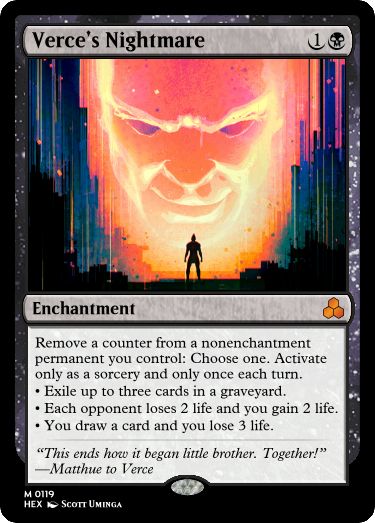 Verce's Nightmare 1
Enchantment
Remove a counter from a nonenchantment
permanent you control: Choose one. Activate
only as a sorcery and only once each turn.
• Exile up to three cards in a graveyard.
• Each opponent loses 2 life and you gain 2 life.
• You draw a card and you lose 3 life.
“This ends how it began little brother. Together!”
—Matthue to Verce
M 0119
HEX Scott Uminga